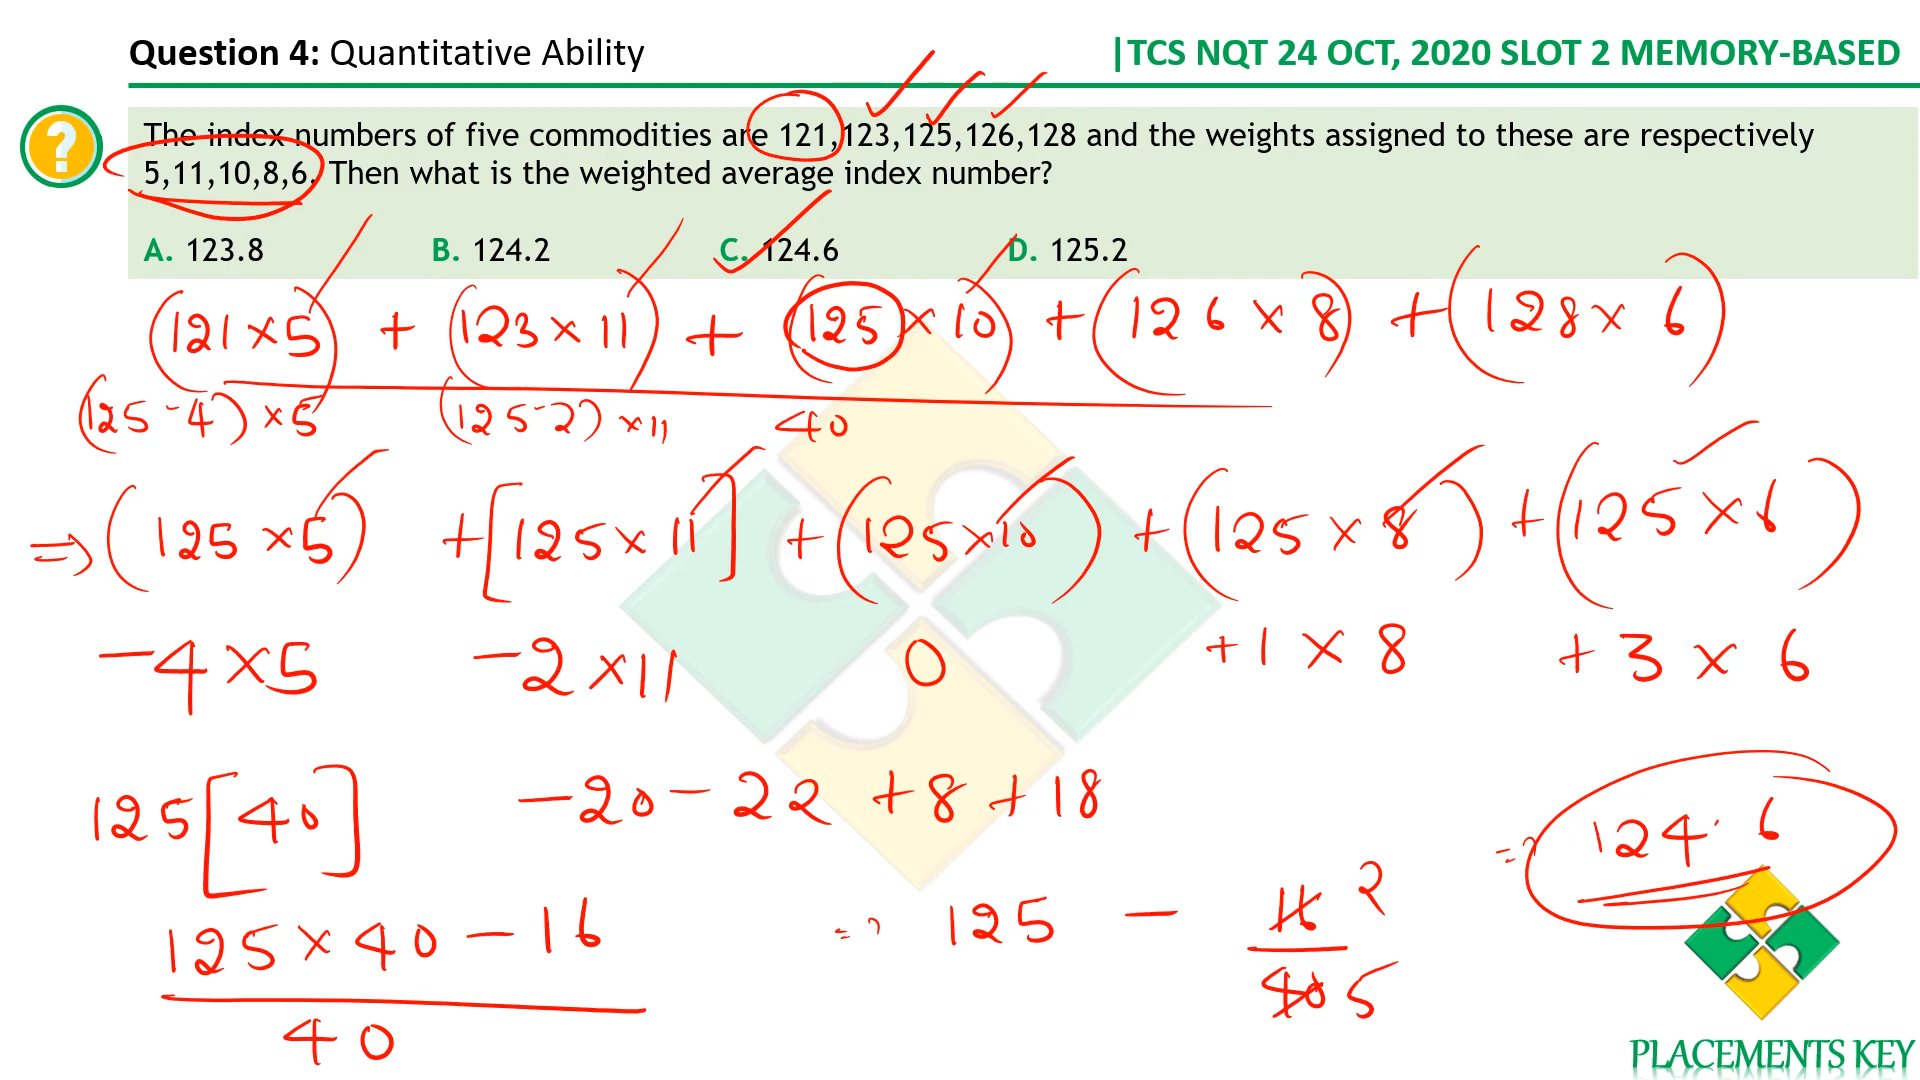 Question 4: Quantitative Ability
|TCS NQT 24 OCT, 2020 SLOT 2 MEMORY-BASED
?
The index numbers of five commodities are 121,123,125,126,128 and the weights assigned to these are respectively
5,11,10,8,6. Then what is the weighted average index number?
A. 123.8 B. 124.2 C. 124.6 D. 125.2
(121 × 5) + (123 × 11) + (125 × 10) + (126 × 8) + (128 × 6)
(125 - 4) × 5 (125 - 2) × 11 40
⇒ (125 × 5) + [125 × 11] + (125 × 10) + (125 × 8) + (125 × 6)
- 4 × 5 - 2 × 11 0 + 1 × 8 + 3 × 6
125 [40] - 20 - 22 + 8 + 18
⇒ 124.6
125 × 40 - 16 ⇒ 125 - 16 2
40 40 5
PLACEMENTS KEY